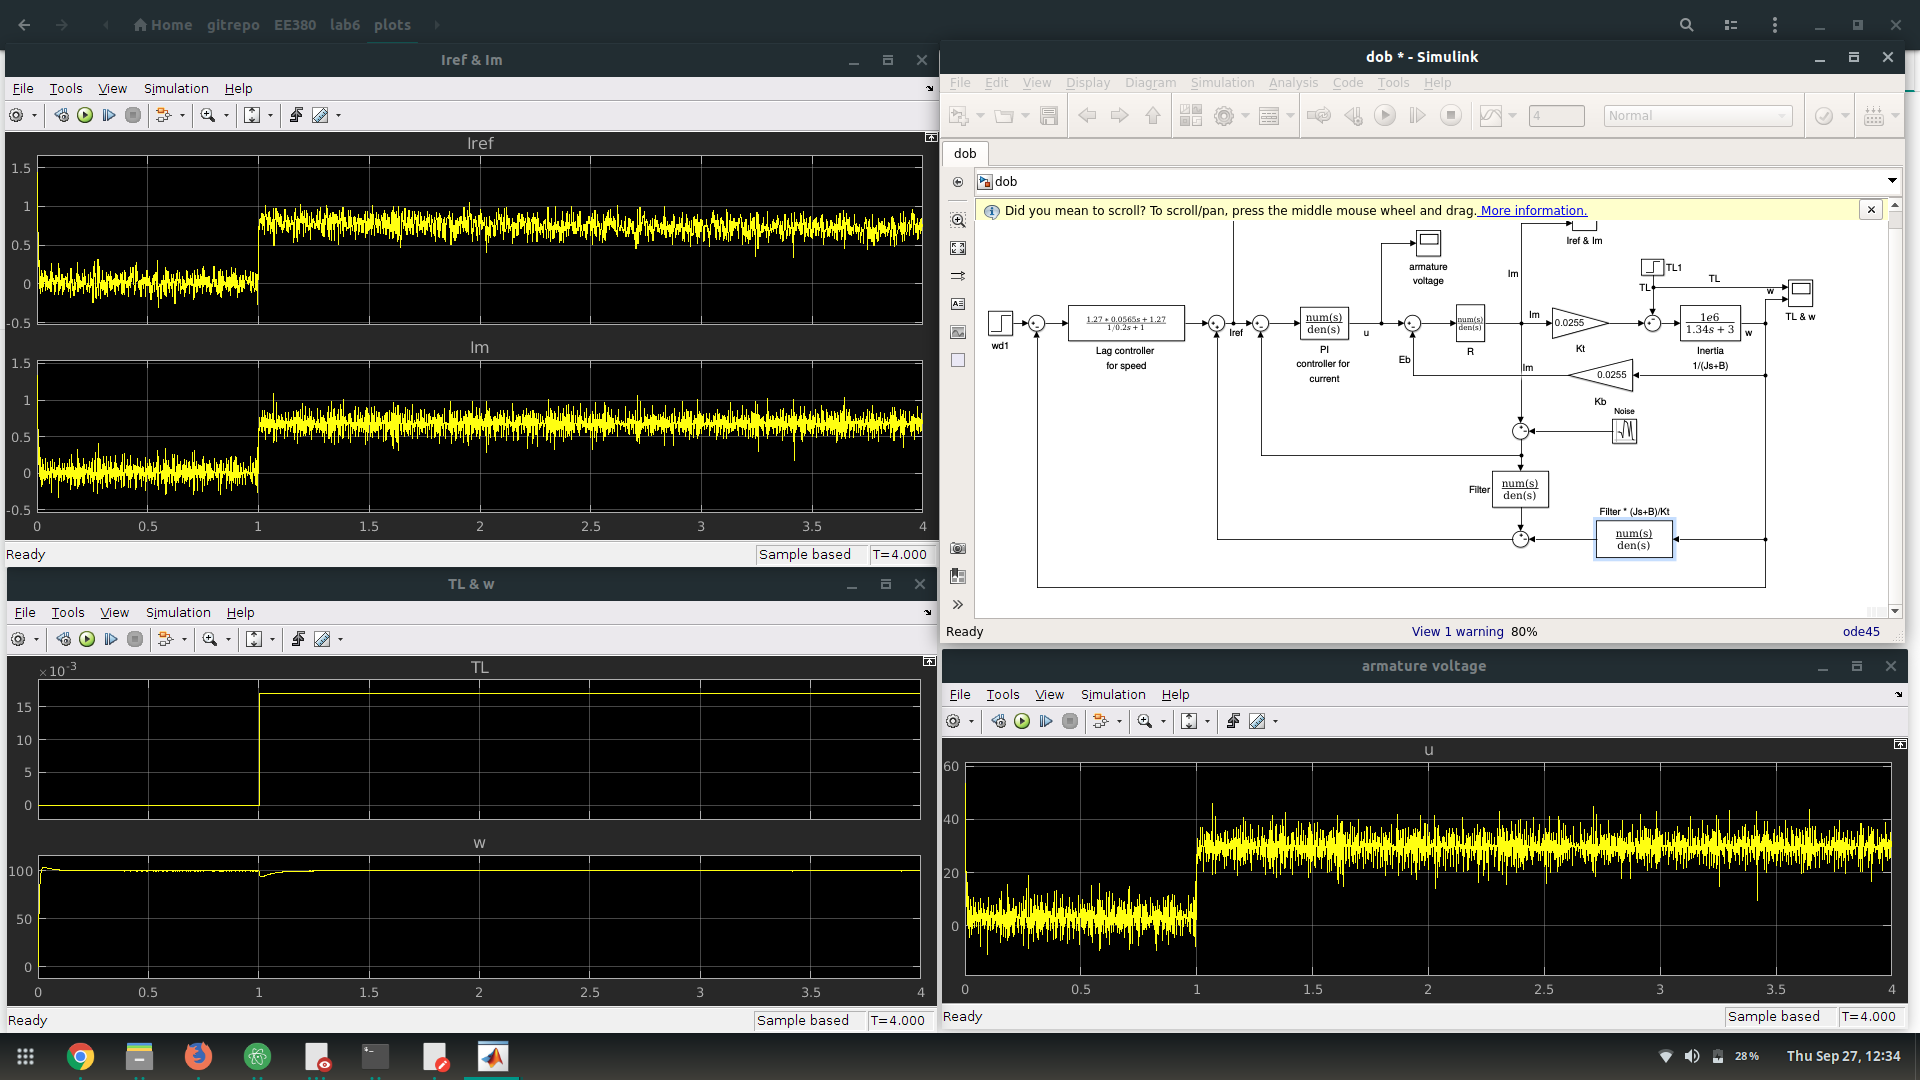 Home gitrepo EE380 lab6 plots
Iref & Im
File Tools View Simulation Help
Iref
1.5
1
0.5
0
-0.5
Im
1.5
1
0.5
0
-0.5
0 0.5 1 1.5 2 2.5 3 3.5 4
Ready Sample based T=4.000
TL & w
File Tools View Simulation Help
×10-3
TL
15
10
5
0
w
100
50
0
0 0.5 1 1.5 2 2.5 3 3.5 4
Ready Sample based T=4.000
dob * - Simulink
File Edit View Display Diagram Simulation Analysis Code Tools Help
4 Normal
dob
dob
Did you mean to scroll? To scroll/pan, press the middle mouse wheel and drag. More information.
Iref & Im
armature
voltage
Im
TL1
TL
TL
w
TL & w
wd1
1.27*0.0565s+1.27
1/0.2s+1
Lag controller
for speed
Iref
num(s)
den(s)
PI
controller for
current
u
Eb
num(s)
den(s)
R
Im
0.0255
Kt
1e6
1.34s+3
Inertia
1/(Js+B)
w
Im
0.0255
Kb
Noise
Filter
num(s)
den(s)
Filter * (Js+B)/Kt
num(s)
den(s)
Ready View 1 warning 80% ode45
armature voltage
File Tools View Simulation Help
u
60
40
20
0
0 0.5 1 1.5 2 2.5 3 3.5 4
Ready Sample based T=4.000
28% Thu Sep 27, 12:34